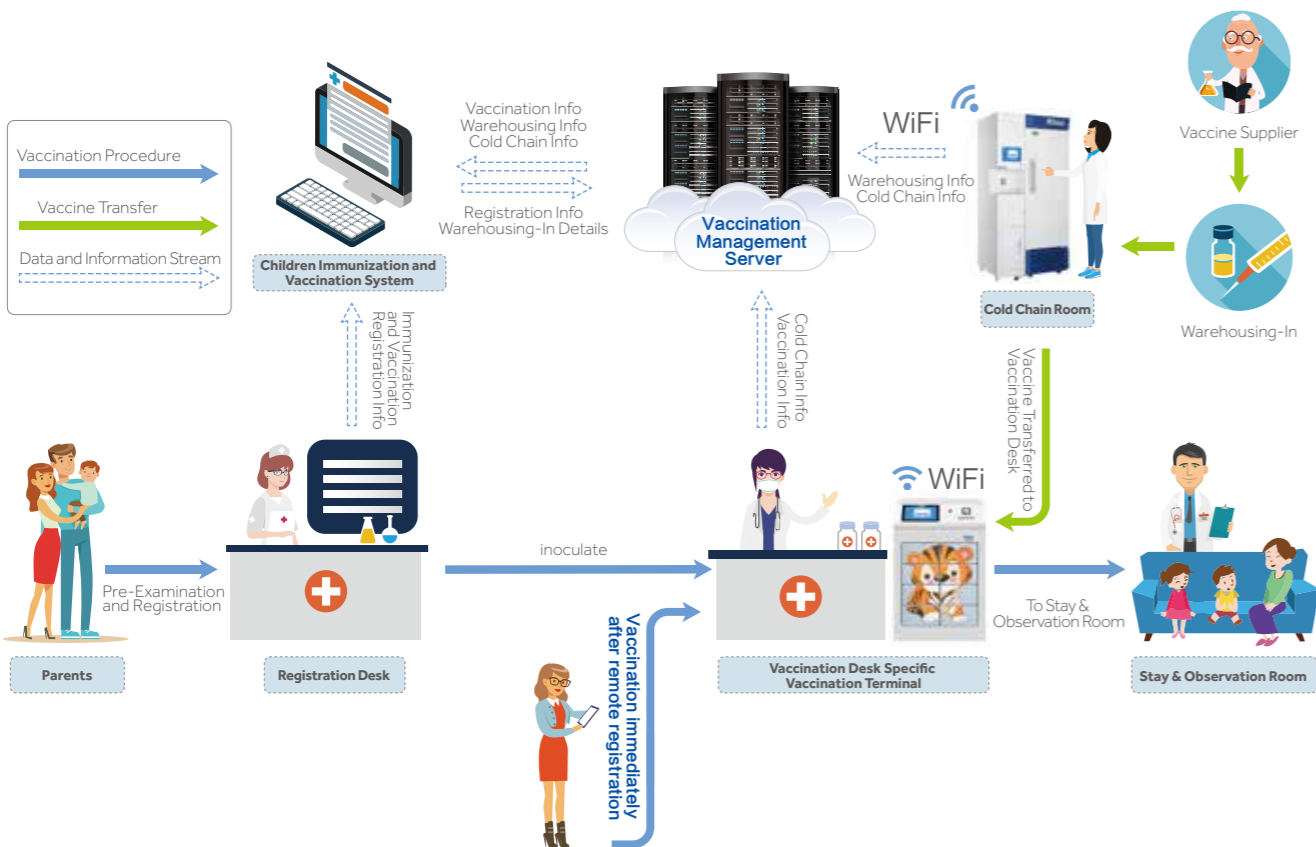 Vaccination Procedure
Vaccine Transfer
Data and Information Stream
Children Immunization and
Vaccination System
Vaccination Info
Warehousing Info
Cold Chain Info
Registration Info
Warehousing-In Details
Vaccination
Management
Server
WiFi
Warehousing Info
Cold Chain Info
Cold Chain Room
Vaccine Supplier
Warehousing-In
Immunization
and Vaccination
Registration Info
Cold Chain Info
Vaccination Info
Vaccine Transferred to
Vaccination Desk
Parents
Pre-Examination
and Registration
Registration Desk
inoculate
Vaccination immediately
after remote registration
WiFi
Vaccination Desk Specific
Vaccination Terminal
To Stay &
Observation Room
Stay & Observation Room